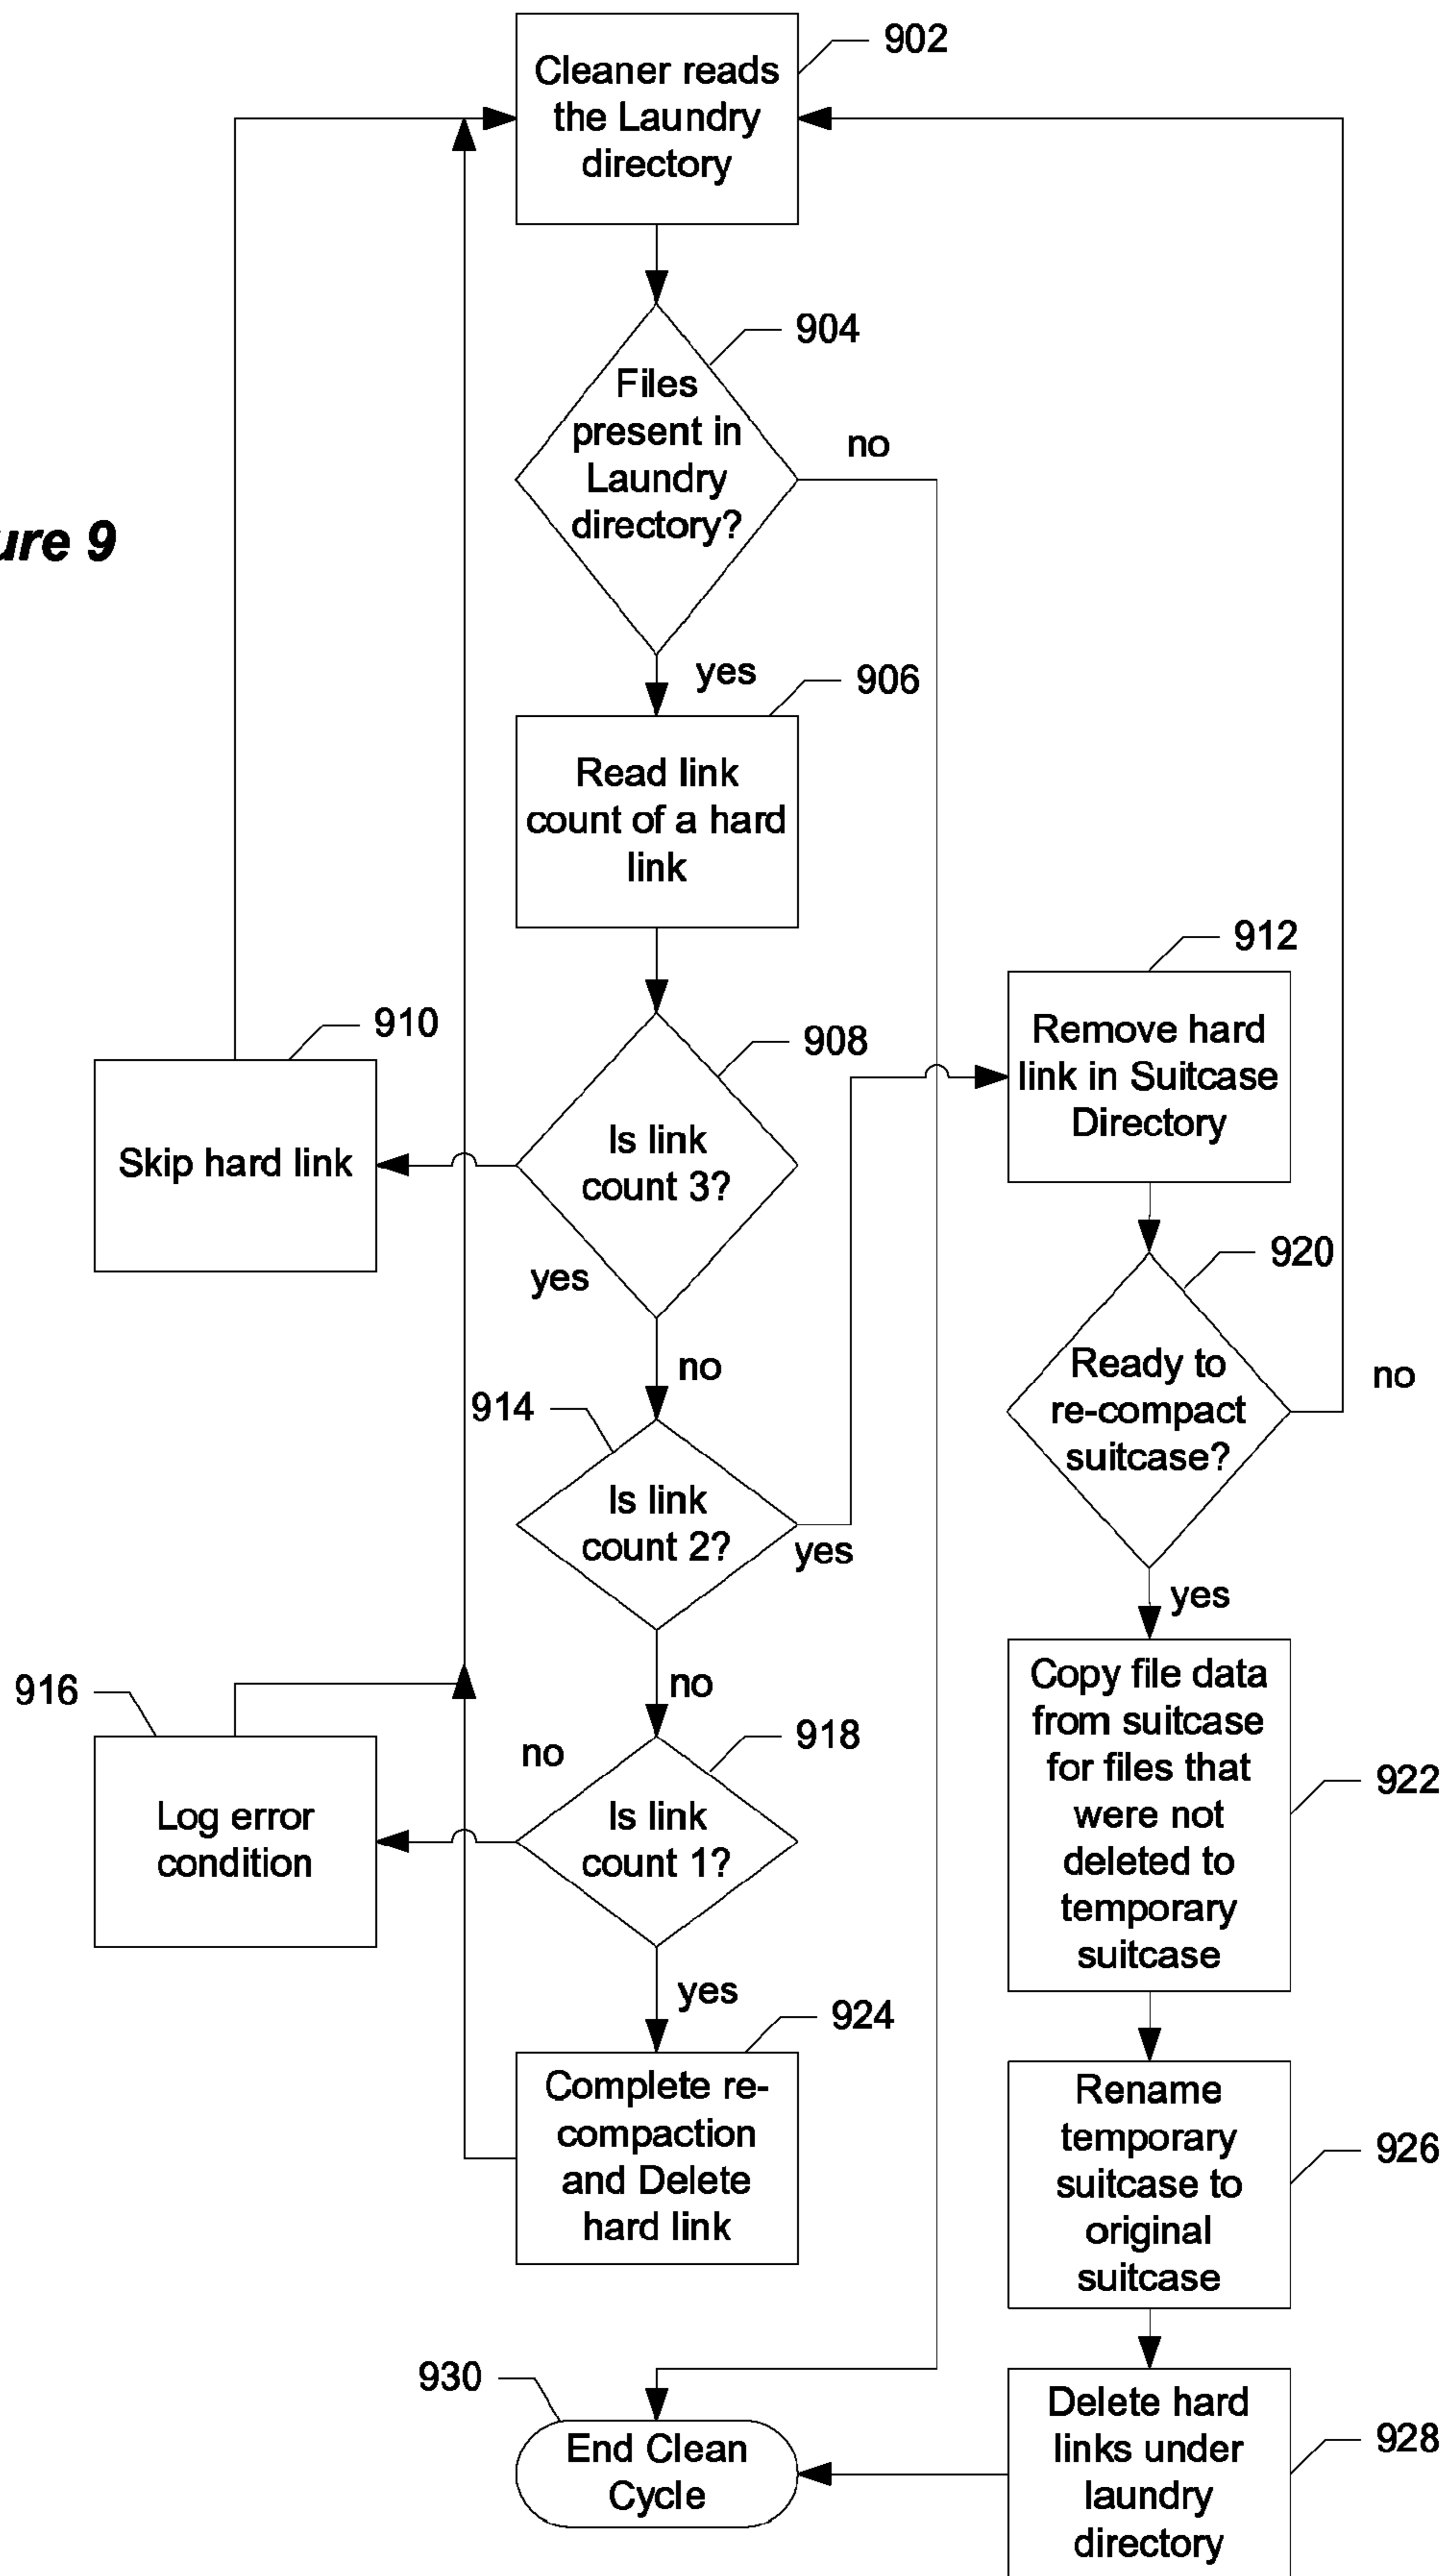 902
Cleaner reads
the Laundry
directory
904
Files
present in
Laundry
directory?
no
ure 9
yes
906
Read link
count of a hard
link
912
Remove hard
link in Suitcase
Directory
910
908
Skip hard link
Is link
count 3?
yes
no
920
Ready to
re-compact
suitcase?
no
914
Is link
count 2?
yes
yes
no
916
918
no
Log error
condition
Is link
count 1?
Copy file data
from suitcase
for files that
were not
deleted to
temporary
suitcase
922
yes
924
Complete re-
compaction
and Delete
hard link
Rename
temporary
suitcase to
original
suitcase
926
930
End Clean
Cycle
Delete hard
links under
laundry
directory
928